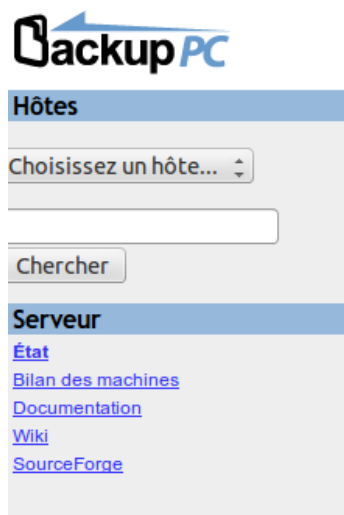 BackupPC
Hôtes
Choisissez un hôte...
Chercher
Serveur
État
Bilan des machines
Documentation
Wiki
SourceForge